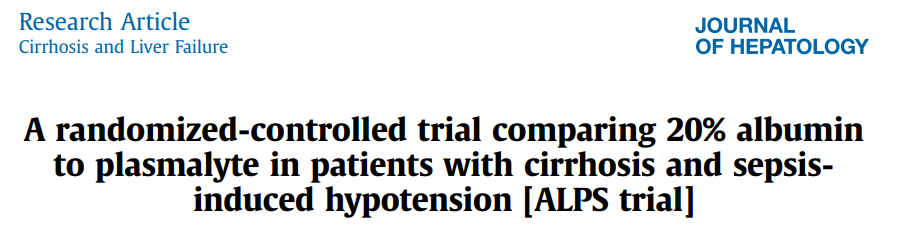 Research Article
Cirrhosis and Liver Failure
JOURNAL
OF HEPATOLOGY
A randomized-controlled trial comparing 20% albumin
to plasmalyte in patients with cirrhosis and sepsis-
induced hypotension [ALPS trial]